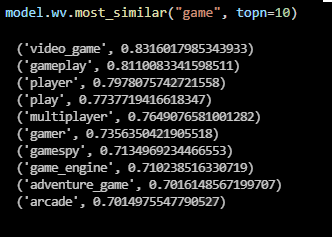 model.wv.most_similar("game", topn=10)
('video_game', 0.8316017985343933)
('gameplay', 0.8110083341598511)
('player', 0.7978075742721558)
('play', 0.7737719416618347)
('multiplayer', 0.7649076581001282)
('gamer', 0.7356350421905518)
('gamespy', 0.7134969234466553)
('game_engine', 0.710238516330719)
('adventure_game', 0.7016148567199707)
('arcade', 0.7014975547790527)